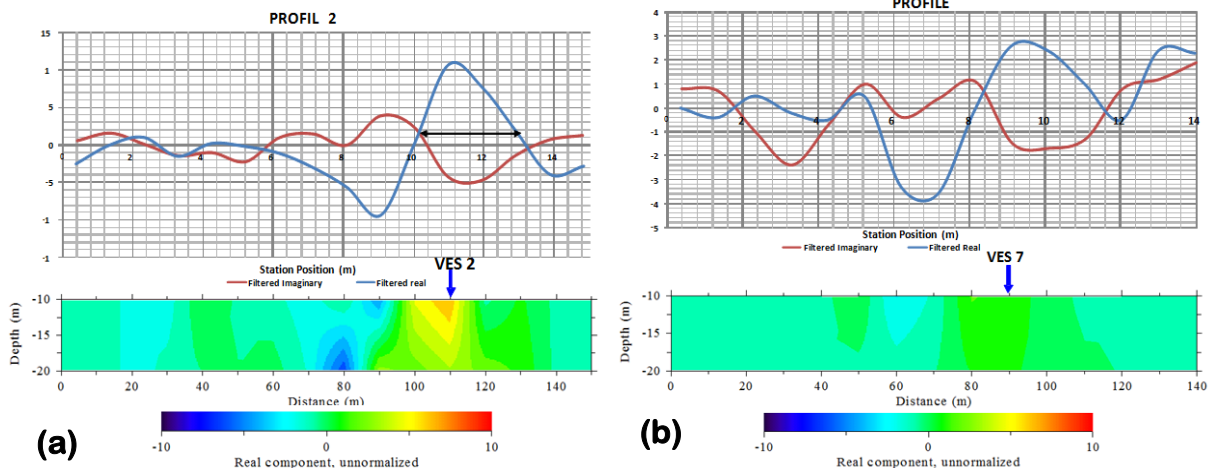 PROFIL 2
15
1
5
0
-5
-1
-1
0 2 4 6 8 10 12 14
Station Position (m)
Filtered Imaginary Filtered real
VES 2
Depth (m)
-10
-15
-20
0 20 40 60 80 100 120 140
Distance (m)
-10 0 10
Real component, unnormalized
(a)
PROFILE
4
3
2
1
0
-1
-2
-3
-4
-5
0 2 4 6 8 10 12 14
Station Position (m)
Filtered Imaginary Filtered Real
VES 7
Depth (m)
-10
-15
-20
0 20 40 60 80 100 120 140
Distance (m)
-10 0 10
Real component, unnormalized
(b)